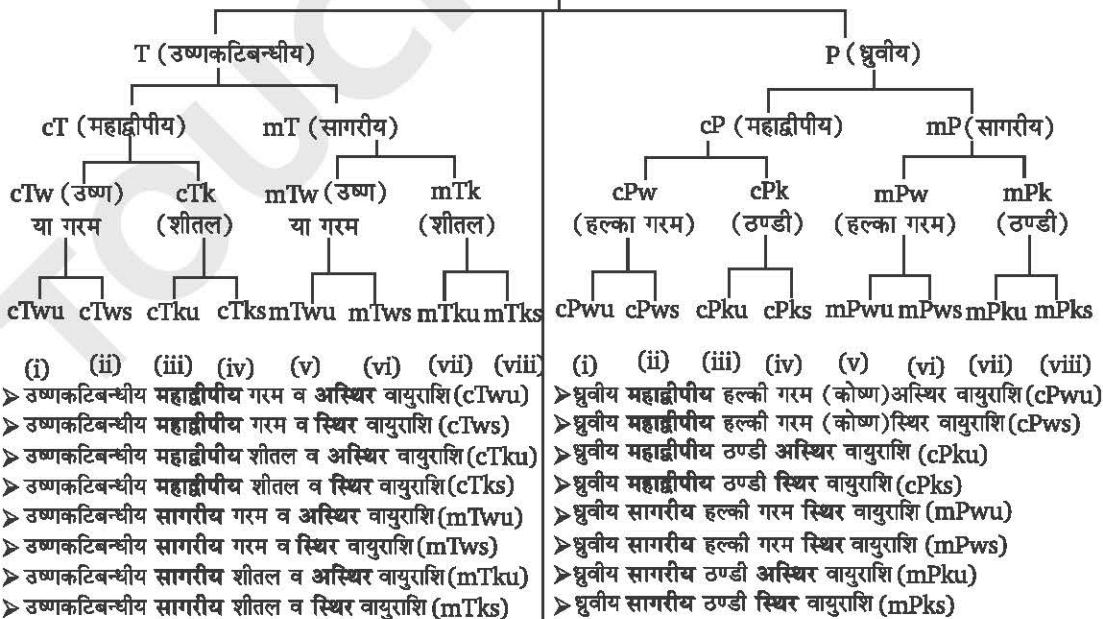 T (उष्णकटिबन्धीय)
P (ध्रुवीय)
cT (महाद्वीपीय)
mT (सागरीय)
cP (महाद्वीपीय)
mP(सागरीय)
cTw (उष्ण)
या गरम
cTk
(शीतल)
mTw (उष्ण)
या गरम
mTk
(शीतल)
cPw
(हल्का गरम)
cPk
(ठण्डी)
mPw
(हल्का गरम)
mPk
(ठण्डी)
cTwu cTws cTku cTks mTwu mTws mTku mTks
cPwu cPws cPku cPks mPwu mPws mPku mPks
(i) (ii) (iii) (iv) (v) (vi) (vii) (viii)
➢ उष्णकटिबन्धीय महाद्वीपीय गरम व अस्थिर वायुराशि(cTwu)
➢ उष्णकटिबन्धीय महाद्वीपीय गरम व स्थिर वायुराशि (cTws)
➢ उष्णकटिबन्धीय महाद्वीपीय शीतल व अस्थिर वायुराशि(cTku)
➢ उष्णकटिबन्धीय महाद्वीपीय शीतल व स्थिर वायुराशि (cTks)
➢ उष्णकटिबन्धीय सागरीय गरम व अस्थिर वायुराशि(mTwu)
➢ उष्णकटिबन्धीय सागरीय गरम व स्थिर वायुराशि(mTws)
➢ उष्णकटिबन्धीय सागरीय शीतल व अस्थिर वायुराशि(mTku)
➢ उष्णकटिबन्धीय सागरीय शीतल व स्थिर वायुराशि(mTks)
(i) (ii) (iii) (iv) (v) (vi) (vii) (viii)
➢ध्रुवीय महाद्वीपीय हल्की गरम (कोष्ण)अस्थिर वायुराशि(cPwu)
➢ध्रुवीय महाद्वीपीय हल्की गरम (कोष्ण)स्थिर वायुराशि(cPws)
➢ध्रुवीय महाद्वीपीय ठण्डी अस्थिर वायुराशि (cPku)
➢ध्रुवीय महाद्वीपीय ठण्डी स्थिर वायुराशि(cPks)
➢ध्रुवीय सागरीय हल्की गरम स्थिर वायुराशि(mPwu)
➢ध्रुवीय सागरीय हल्की गरम स्थिर वायुराशि (mPws)
➢ध्रुवीय सागरीय ठण्डी अस्थिर वायुराशि(mPku)
➢ध्रुवीय सागरीय ठण्डी स्थिर वायुराशि(mPks)